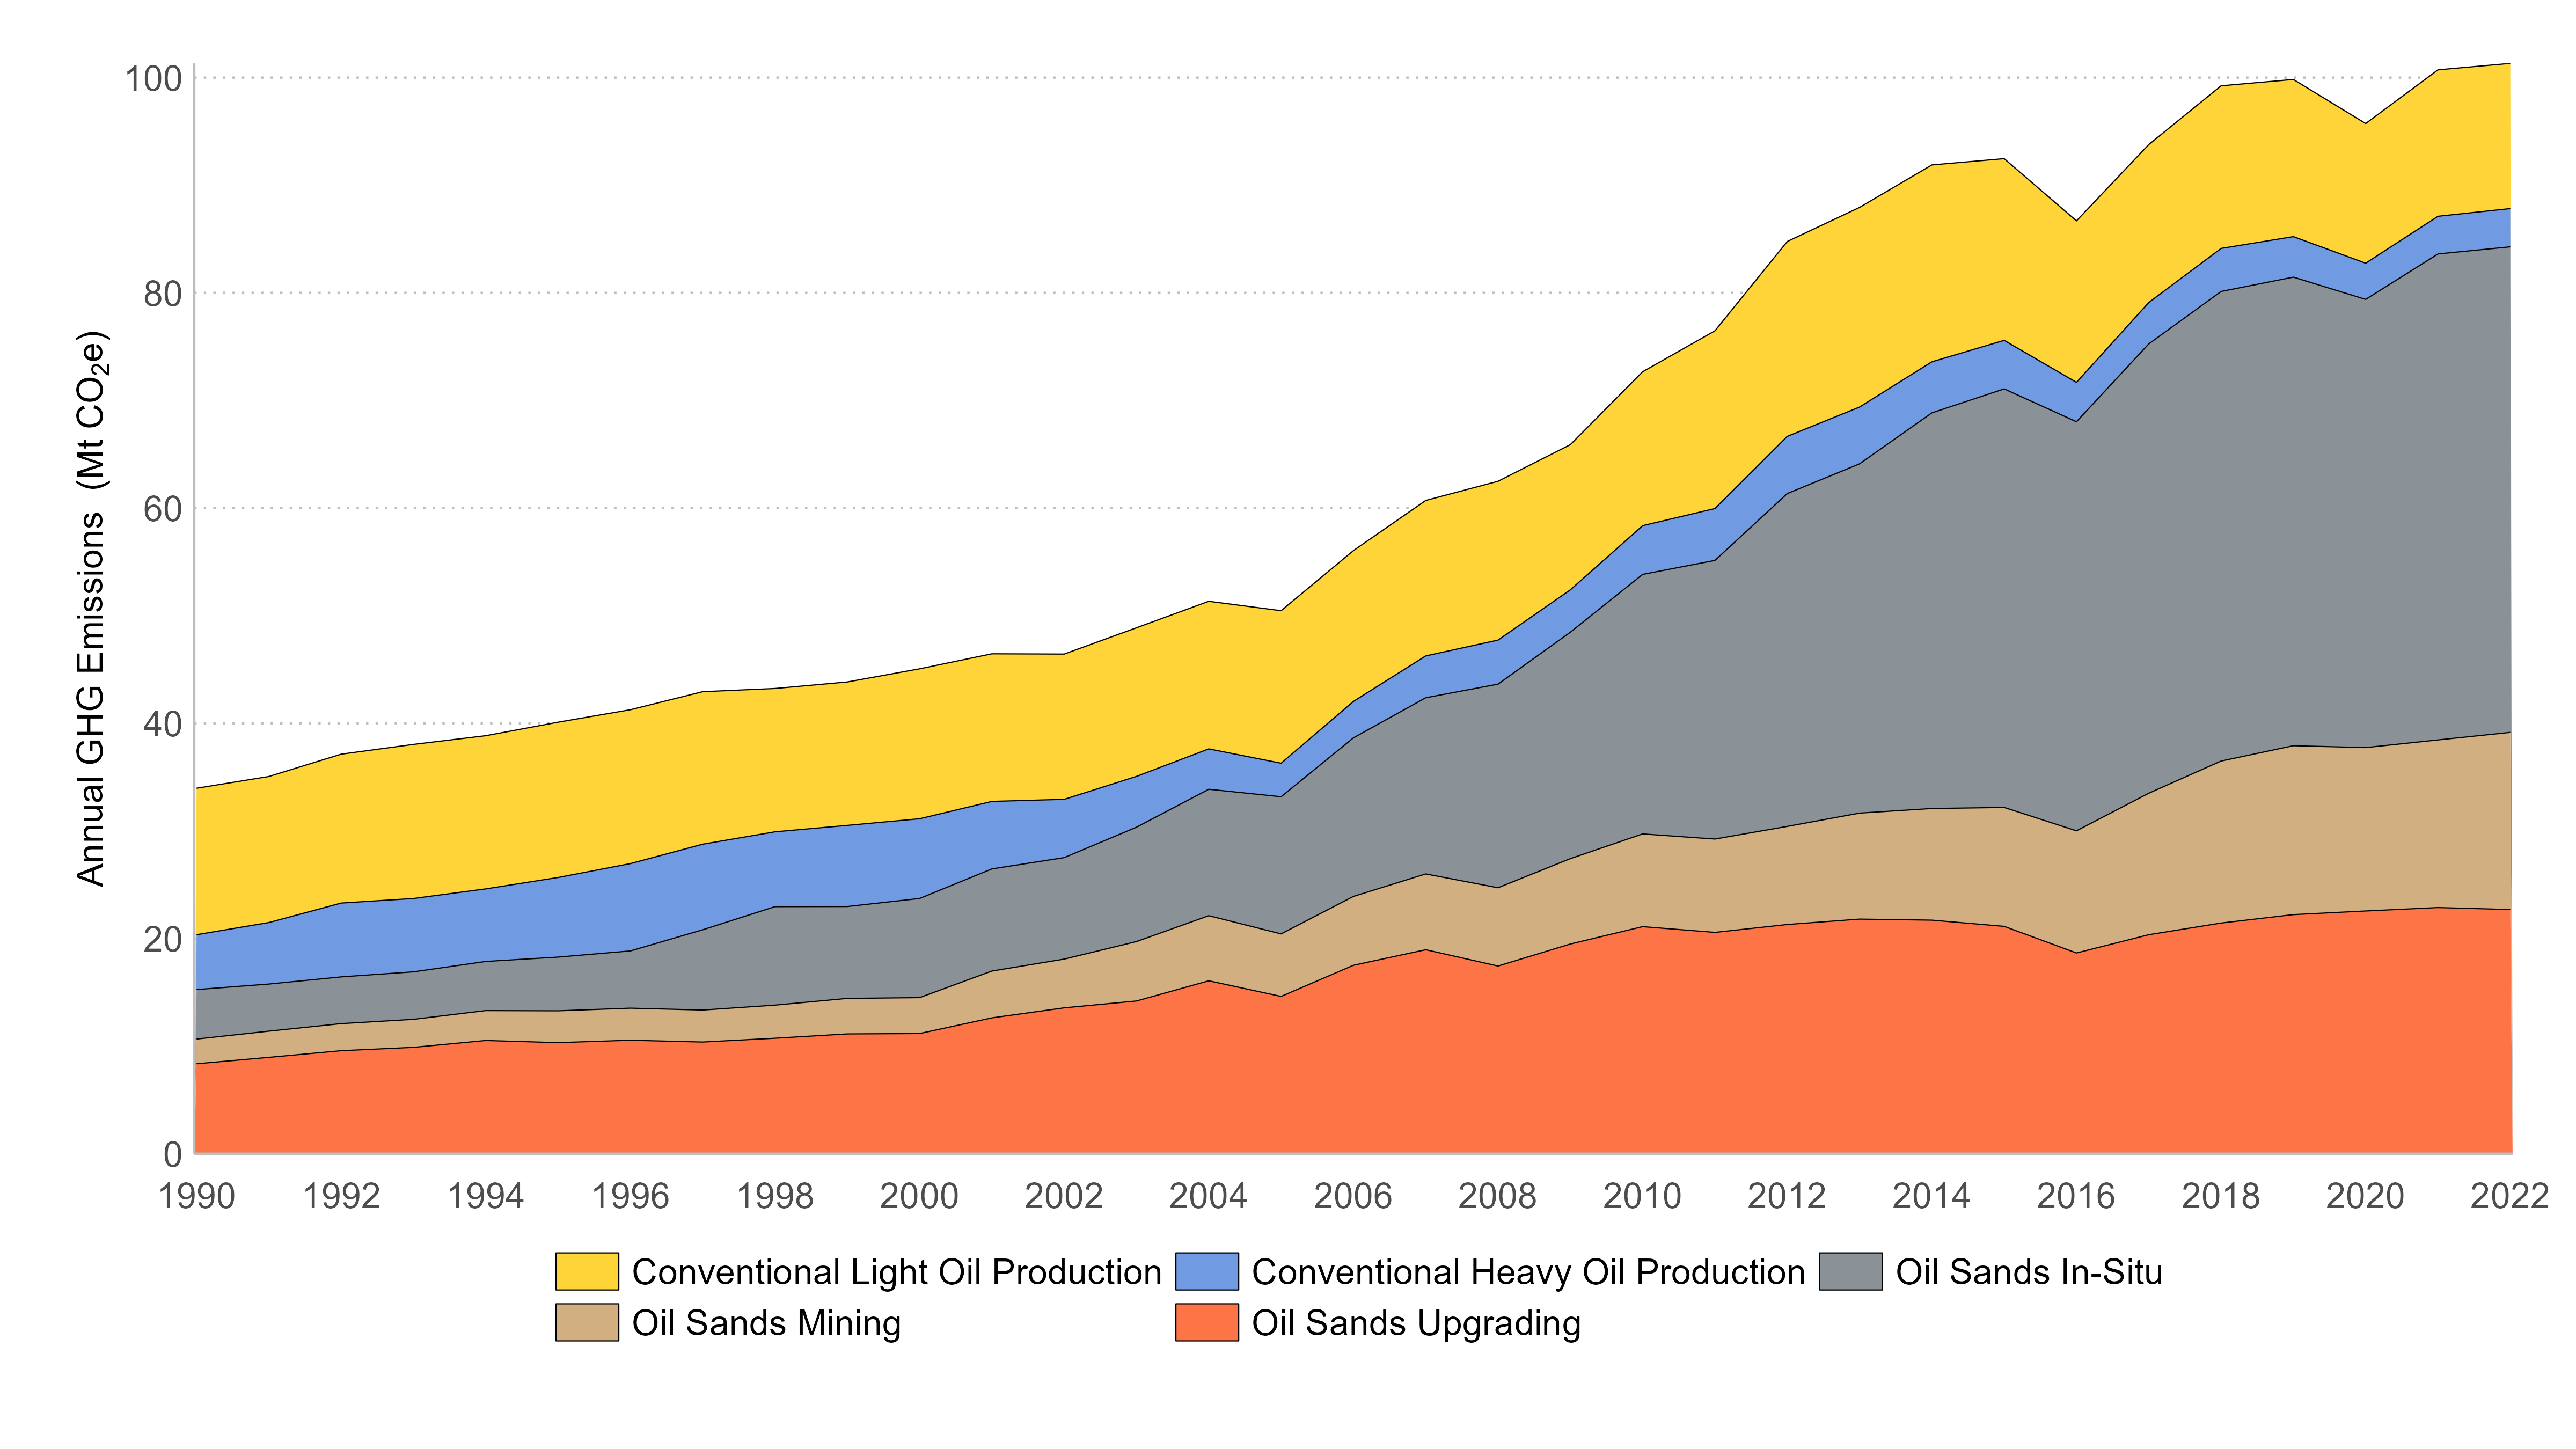 100
80
60
40
20
0
Annual GHG Emissions (Mt CO₂e)
1990 1992 1994 1996 1998 2000 2002 2004 2006 2008 2010 2012 2014 2016 2018 2020 2022
Conventional Light Oil Production Conventional Heavy Oil Production Oil Sands In-Situ
Oil Sands Mining Oil Sands Upgrading